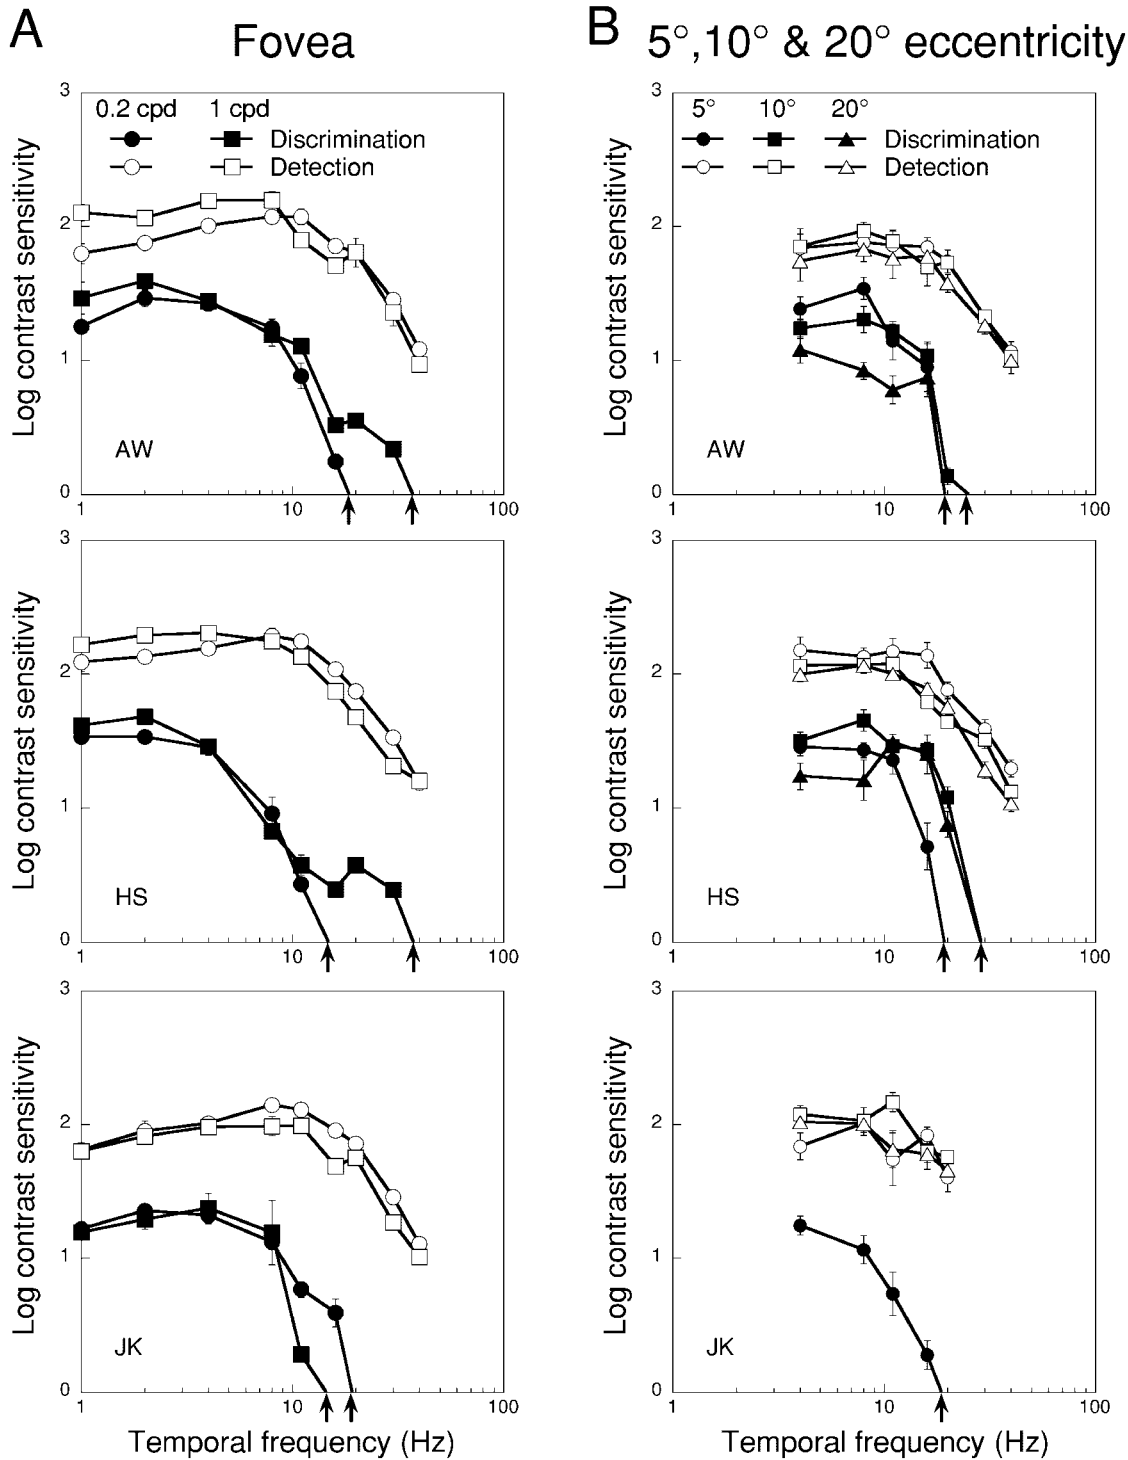 A
Fovea
B
5°,10° & 20° eccentricity
3
0.2 cpd 1 cpd
Discrimination
Detection
2
1
0
Log contrast sensitivity
AW
1 10 100
3
5° 10° 20°
Discrimination
Detection
2
1
0
Log contrast sensitivity
AW
1 10 100
3
2
1
0
Log contrast sensitivity
HS
1 10 100
3
2
1
0
Log contrast sensitivity
HS
1 10 100
3
2
1
0
Log contrast sensitivity
JK
1 10 100
Temporal frequency (Hz)
3
2
1
0
Log contrast sensitivity
JK
1 10 100
Temporal frequency (Hz)